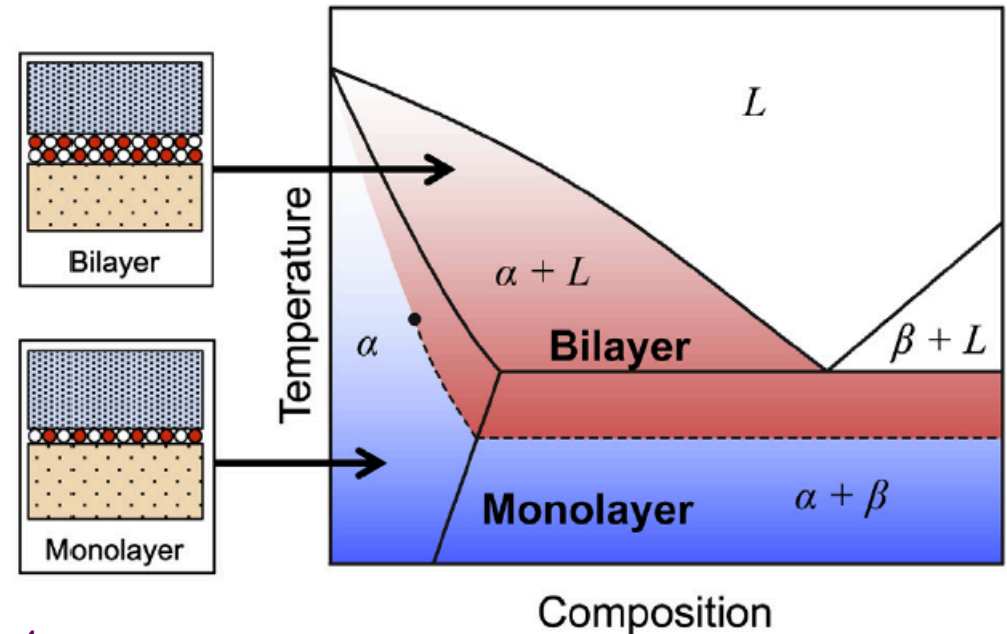 Bilayer
Monolayer
Temperature
L
α + L
α
Bilayer
β + L
Monolayer
α + β
Composition